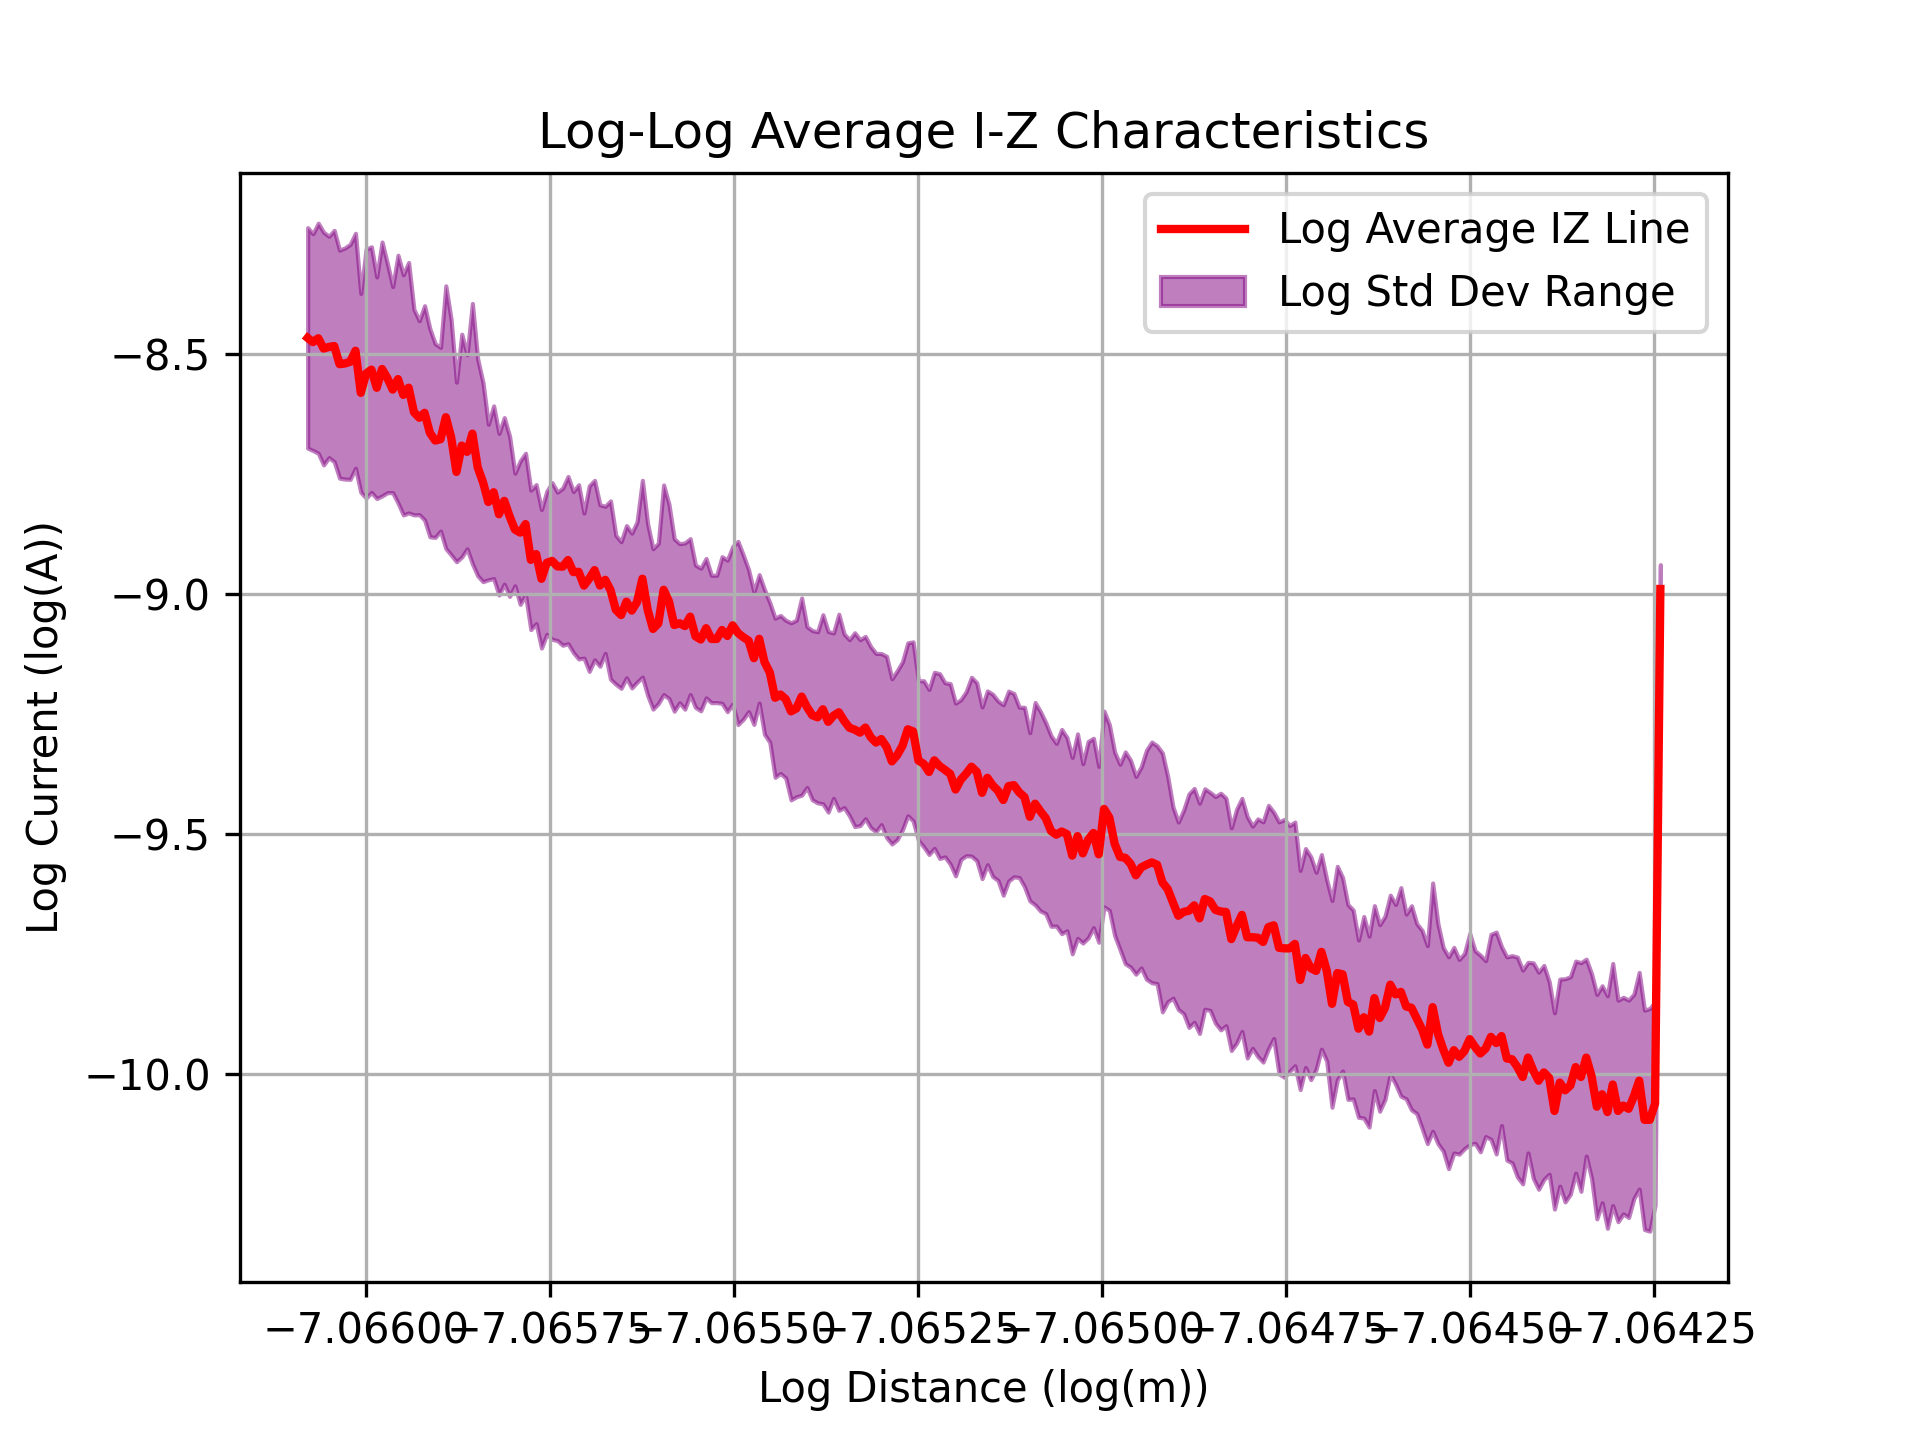 Log-Log Average I-Z Characteristics
Log Average IZ Line
Log Std Dev Range
−8.5
−9.0
−9.5
−10.0
Log Current (log(A))
−7.06600 −7.06575 −7.06550 −7.06525 −7.06500 −7.06475 −7.06450 −7.06425
Log Distance (log(m))